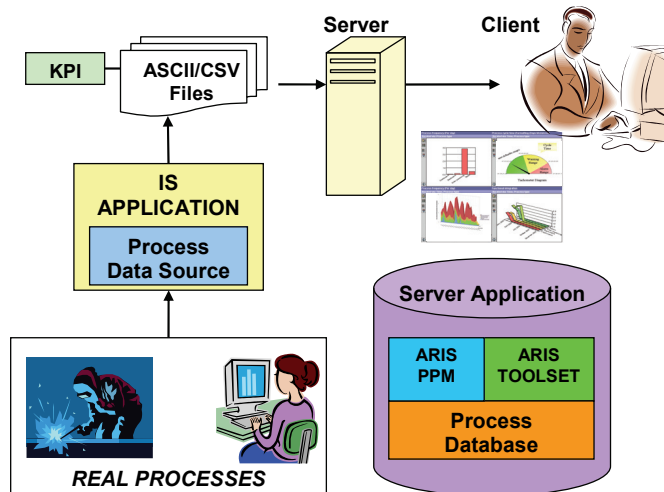 Server
Client
KPI
ASCII/CSV
Files
IS
APPLICATION
Process
Data Source
Server Application
ARIS
PPM
ARIS
TOOLSET
Process
Database
REAL PROCESSES